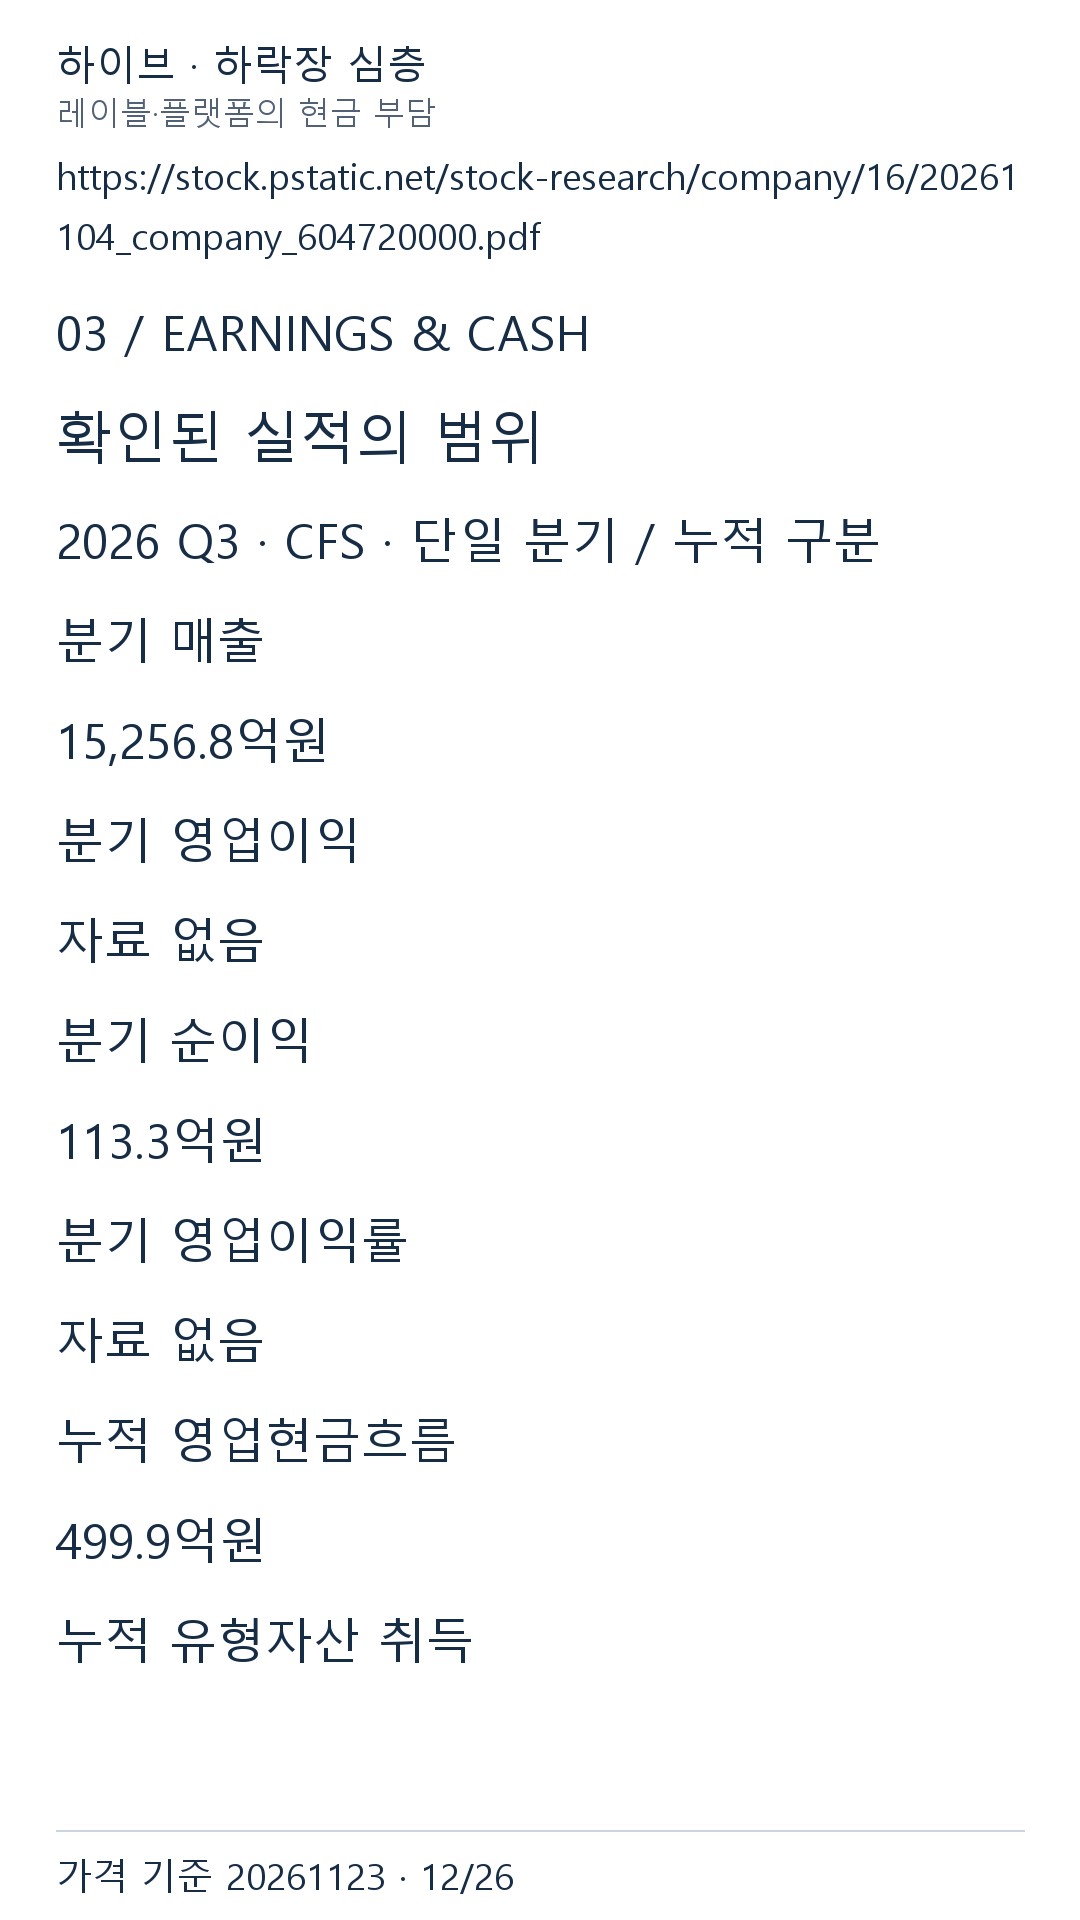 하이브 · 하락장 심층
레이블·플랫폼의 현금 부담
https://stock.pstatic.net/stock-research/company/16/20261
104_company_604720000.pdf
03 / EARNINGS & CASH
확인된 실적의 범위
2026 Q3 · CFS · 단일 분기 / 누적 구분
분기 매출
15,256.8억원
분기 영업이익
자료 없음
분기 순이익
113.3억원
분기 영업이익률
자료 없음
누적 영업현금흐름
499.9억원
누적 유형자산 취득
가격 기준 20261123 · 12/26